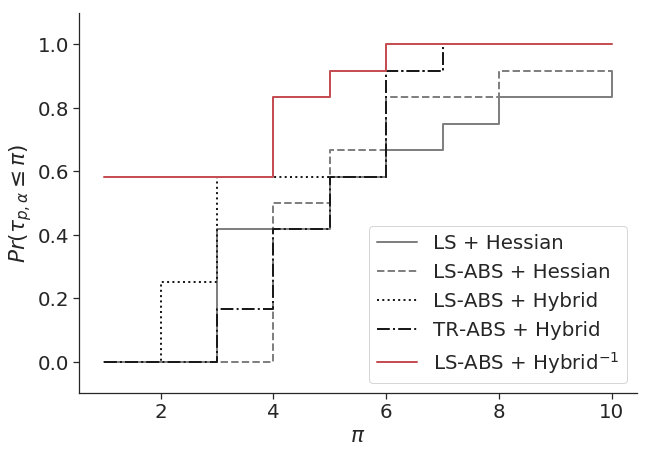 1.0
0.8
0.6
0.4
0.2
0.0
Pr(τ_{p,α} ≤ π)
LS + Hessian
LS-ABS + Hessian
LS-ABS + Hybrid
TR-ABS + Hybrid
LS-ABS + Hybrid⁻¹
2 4 6 8 10
π